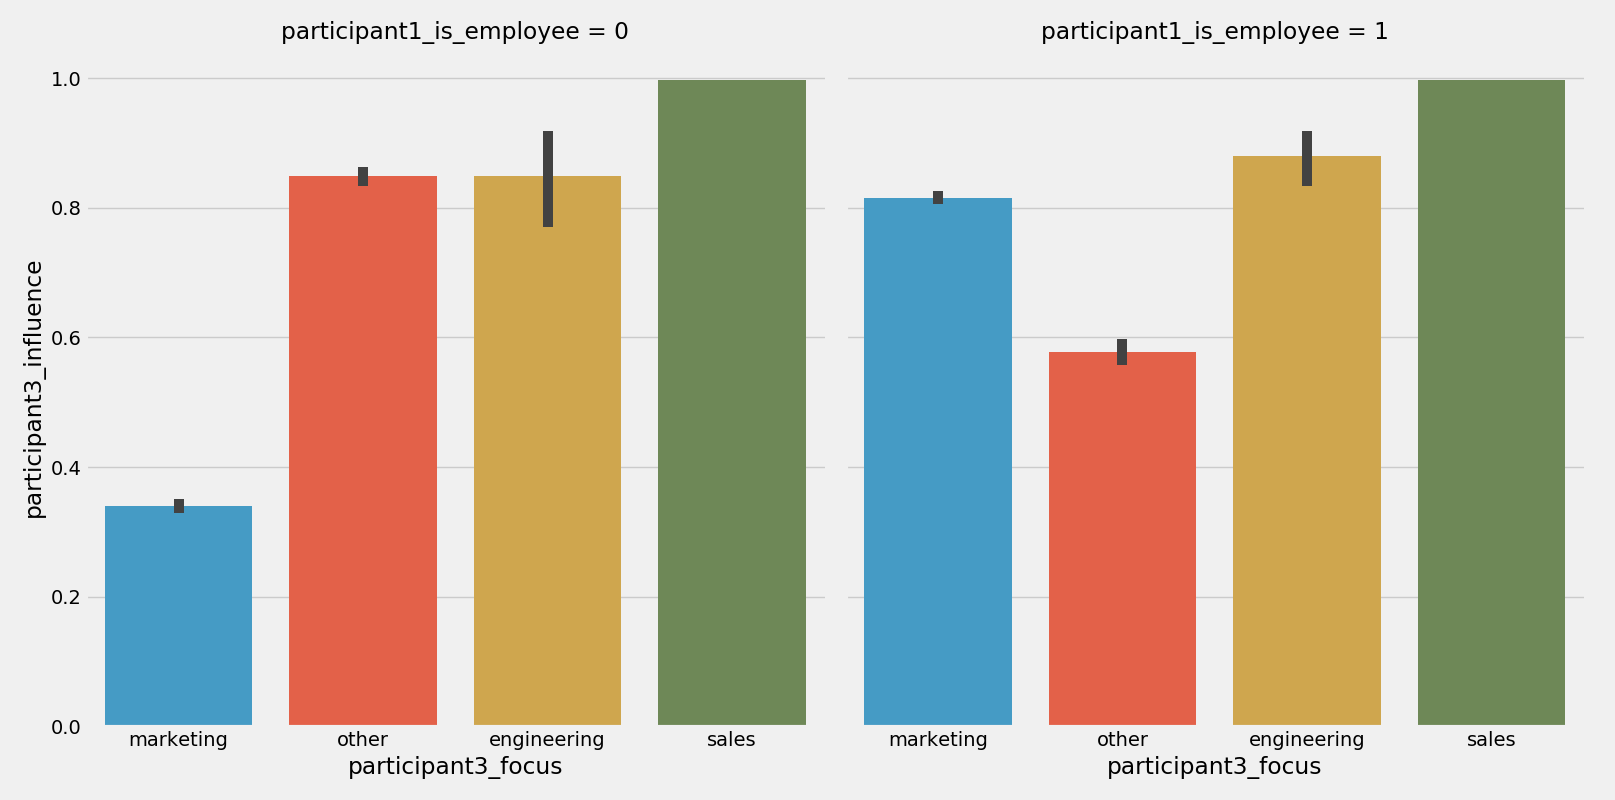 participant1_is_employee = 0
participant1_is_employee = 1
participant3_influence
1.0
0.8
0.6
0.4
0.2
0.0
marketing other engineering sales
marketing other engineering sales
participant3_focus
participant3_focus